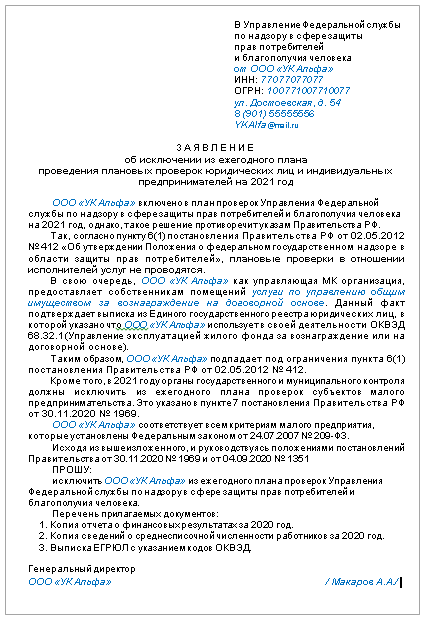 В Управление Федеральной службы
по надзору в сфере защиты
прав потребителей
и благополучия человека
от ООО «УК Альфа»
ИНН: 77077077077
ОГРН: 100771007710077
ул. Достоевская, д. 54
8 (901) 55555556
YKAlfa@mail.ru
З А Я В Л Е Н И Е
об исключении из ежегодного плана
проведения плановых проверок юридических лиц и индивидуальных
предпринимателей на 2021 год
ООО «УК Альфа» включено в план проверок Управления Федеральной
службы по надзору в сфере защиты прав потребителей и благополучия человека
на 2021 год, однако, такое решение противоречит указам Правительства РФ.
Так, согласно пункту 6(1) постановления Правительства РФ от 02.05.2012
№ 412 «Об утверждении Положения о федеральном государственном надзоре в
области защиты прав потребителей», плановые проверки в отношении
исполнителей услуг не проводятся.
В свою очередь, ООО «УК Альфа» как управляющая МК организация,
предоставляет собственникам помещений услуги по управлению общим
имуществом за вознаграждение на договорной основе. Данный факт
подтверждает выписка из Единого государственного реестра юридических лиц, в
которой указано что ООО «УК Альфа» использует в своей деятельности ОКВЭД
68.32.1(Управление эксплуатацией жилого фонда за вознаграждение или на
договорной основе).
Таким образом, ООО «УК Альфа» подпадает под ограничения пункта 6(1)
постановления Правительства РФ от 02.05.2012 № 412.
Кроме того, в 2021 году органы государственного и муниципального контроля
должны исключить из ежегодного плана проверок субъектов малого
предпринимательства. Это указано в пункте 7 постановления Правительства РФ
от 30.11.2020 № 1969.
ООО «УК Альфа» соответствует всем критериям малого предприятия,
которые установлены Федеральным законом от 24.07.2007 № 209-ФЗ.
Исходя из вышеизложенного, и руководствуясь положениями постановлений
Правительства от 30.11.2020 № 1969 и от 04.09.2020 № 1351
ПРОШУ:
исключить ООО «УК Альфа» из ежегодного плана проверок Управления
Федеральной службы по надзору в сфере защиты прав потребителей и
благополучия человека.
Перечень прилагаемых документов:
1. Копия отчета о финансовых результатах за 2020 год.
2. Копия сведений о среднесписочной численности работников за 2020 год.
3. Выписка ЕГРЮЛ с указанием кодов ОКВЭД.
Генеральный директор
ООО «УК Альфа» / Макаров А.А./